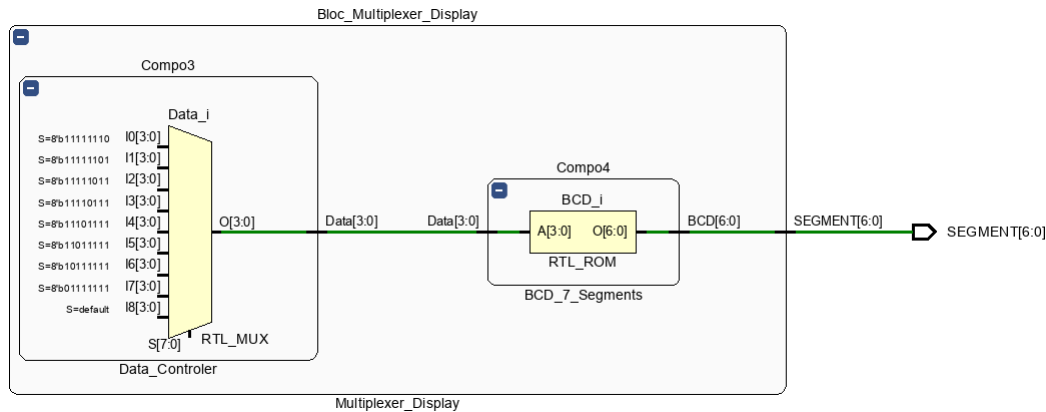 Bloc_Multiplexer_Display
Compo3
Data_i
S=8'b11111110 I0[3:0]
S=8'b11111101 I1[3:0]
S=8'b11111011 I2[3:0]
S=8'b11110111 I3[3:0]
S=8'b11101111 I4[3:0]
S=8'b11011111 I5[3:0]
S=8'b10111111 I6[3:0]
S=8'b01111111 I7[3:0]
S=default I8[3:0]
S[7:0] RTL_MUX
Data_Controler
O[3:0] Data[3:0] Data[3:0]
Compo4
BCD_i
A[3:0] O[6:0]
RTL_ROM
BCD_7_Segments
BCD[6:0] SEGMENT[6:0] SEGMENT[6:0]
Multiplexer_Display